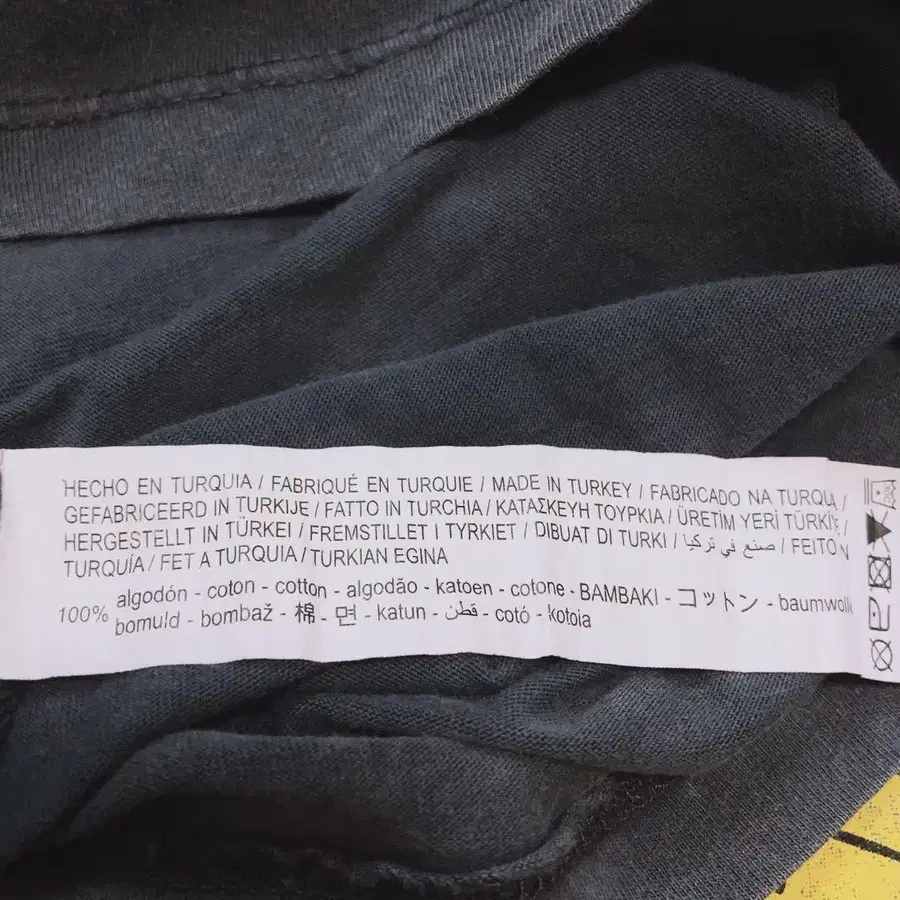 HECHO EN TURQUIA / FABRIQUÉ EN TURQUIE / MADE IN TURKEY / FABRICADO NA TURQUIA /
GEFABRICEERD IN TURKIJE / FATTO IN TURCHIA / ΚΑΤΑΣΚΕΥΗ ΤΟΥΡΚΙΑ / ÜRETİM YERİ TÜRKİYE /
HERGESTELLT IN TÜRKEI / FREMSTILLET I TYRKIET / DIBUAT DI TURKI / صنع في تركيا / FEITO N
TURQUÍA / FET A TURQUIA / TURKIAN EGINA
100% algodón - coton - cotton - algodão - katoen - cotone - BAMBAKI - コットン - baumwoll
bomuld - bombaž - 棉 - 면 - katun - قطن - cotó - kotoia